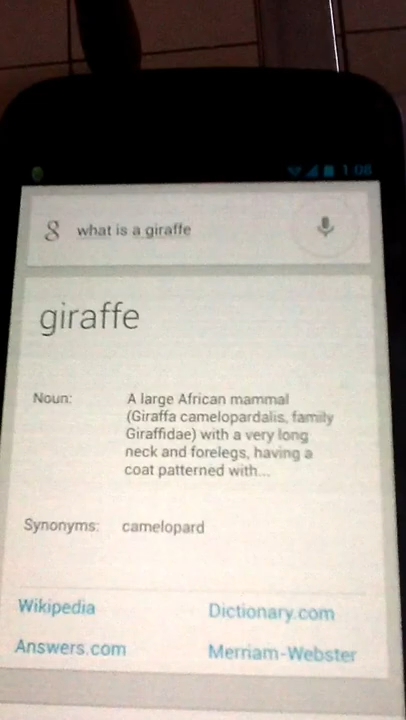 1:08
g what is a giraffe
giraffe
Noun: A large African mammal
(Giraffa camelopardalis, family
Giraffidae) with a very long
neck and forelegs, having a
coat patterned with...
Synonyms: camelopard
Wikipedia Dictionary.com
Answers.com Merriam-Webster